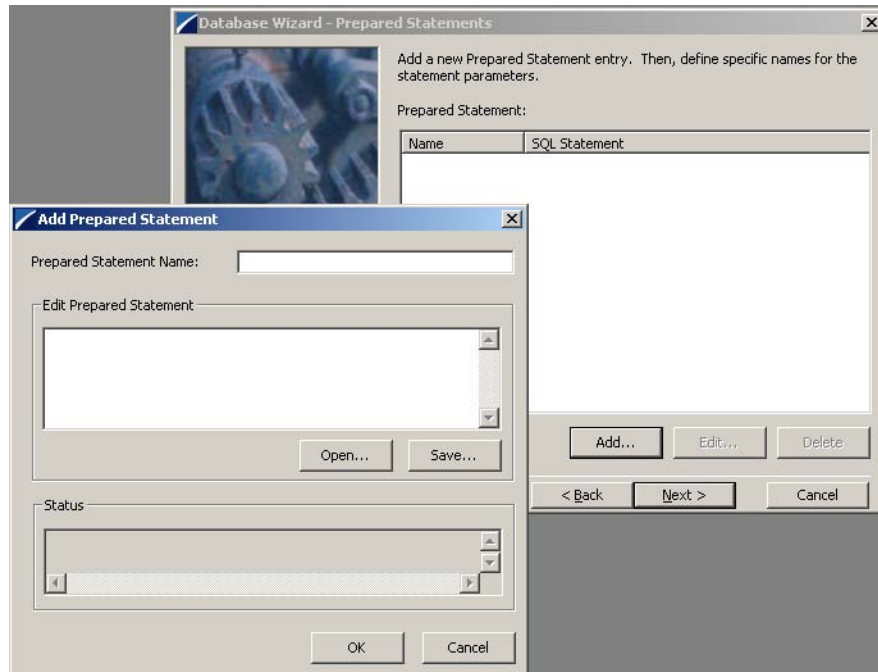 Database Wizard - Prepared Statements
Add a new Prepared Statement entry. Then, define specific names for the
statement parameters.
Prepared Statement:
Name SQL Statement
Add... Edit... Delete
< Back Next > Cancel
Add Prepared Statement
Prepared Statement Name:
Edit Prepared Statement
Open... Save...
Status
OK Cancel